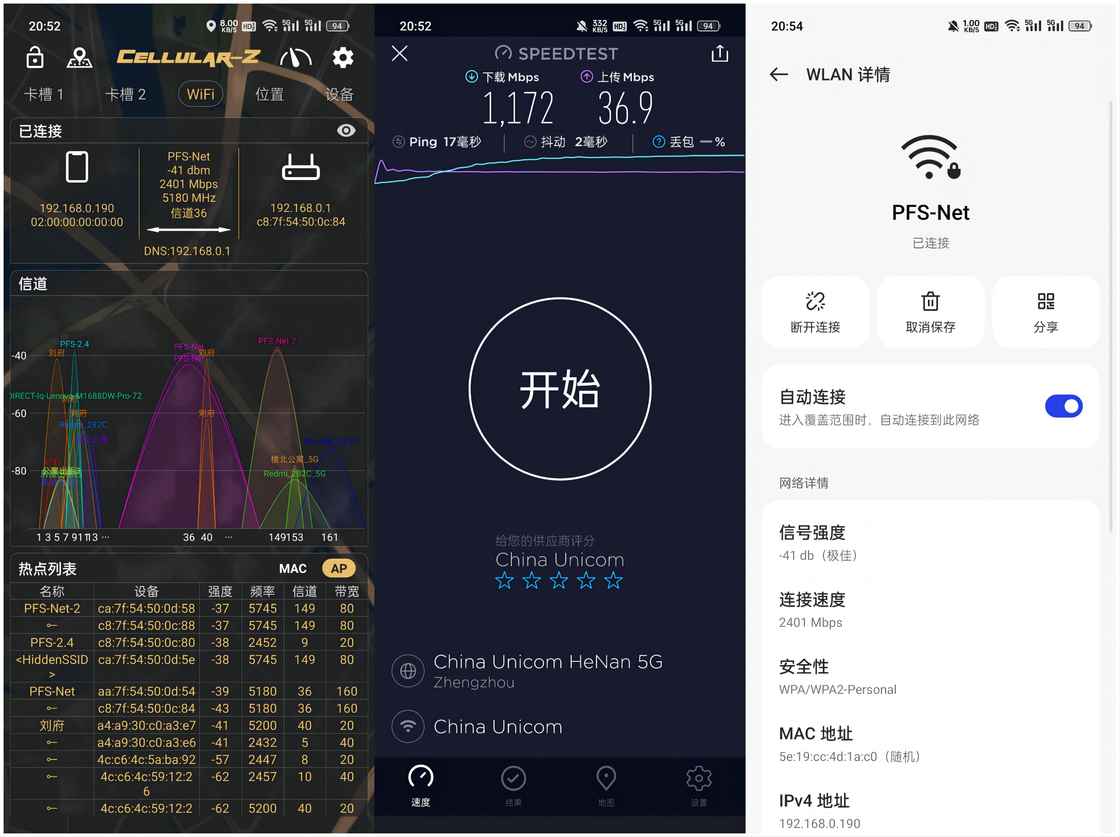 20:52
8.00 KB/S HD 5G 5G 94
CELLULAR-Z
卡槽 1 卡槽 2 WiFi 位置 设备
已连接
PFS-Net
-41 dbm
2401 Mbps
5180 MHz
信道36
192.168.0.190
02:00:00:00:00:00
192.168.0.1
c8:7f:54:50:0c:84
DNS:192.168.0.1
信道
-40
-60
-80
PFS-2.4
刘府
PFS-Net
刘府
PFS-Net-2
DIRECT-Iq-Lenovo-M1688DW-Pro-72
刘府
刘府
Redmi_2B2C
楂北公寓_5G
Redmi_2B2C_5G
1 3 5 7 9 11 13 ... 36 40 ... 149 153 161
热点列表 MAC AP
名称 设备 强度 频率 信道 带宽
PFS-Net-2 ca:7f:54:50:0d:58 -37 5745 149 80
c8:7f:54:50:0c:88 -37 5745 149 80
PFS-2.4 c8:7f:54:50:0c:80 -38 2452 9 20
<HiddenSSID> ca:7f:54:50:0d:5e -38 5745 149 80
PFS-Net aa:7f:54:50:0d:54 -39 5180 36 160
c8:7f:54:50:0c:84 -43 5180 36 160
刘府 a4:a9:30:c0:a3:e7 -41 5200 40 20
a4:a9:30:c0:a3:e6 -41 2432 5 40
4c:c6:4c:5a:ba:92 -57 2447 8 20
4c:c6:4c:59:12:26 -62 2457 10 40
4c:c6:4c:59:12:2 -62 5200 40 20
20:52
332 KB/S HD 5G 5G 94
SPEEDTEST
下载 Mbps 上传 Mbps
1,172 36.9
Ping 17毫秒 抖动 2毫秒 丢包 — %
开始
给您的供应商评分
China Unicom
China Unicom HeNan 5G
Zhengzhou
China Unicom
速度 结果 地图 设置
20:54
1.00 KB/S HD 5G 5G 94
WLAN 详情
PFS-Net
已连接
断开连接 取消保存 分享
自动连接
进入覆盖范围时，自动连接到此网络
网络详情
信号强度
-41 db（极佳）
连接速度
2401 Mbps
安全性
WPA/WPA2-Personal
MAC 地址
5e:19:cc:4d:1a:c0（随机）
IPv4 地址
192.168.0.190